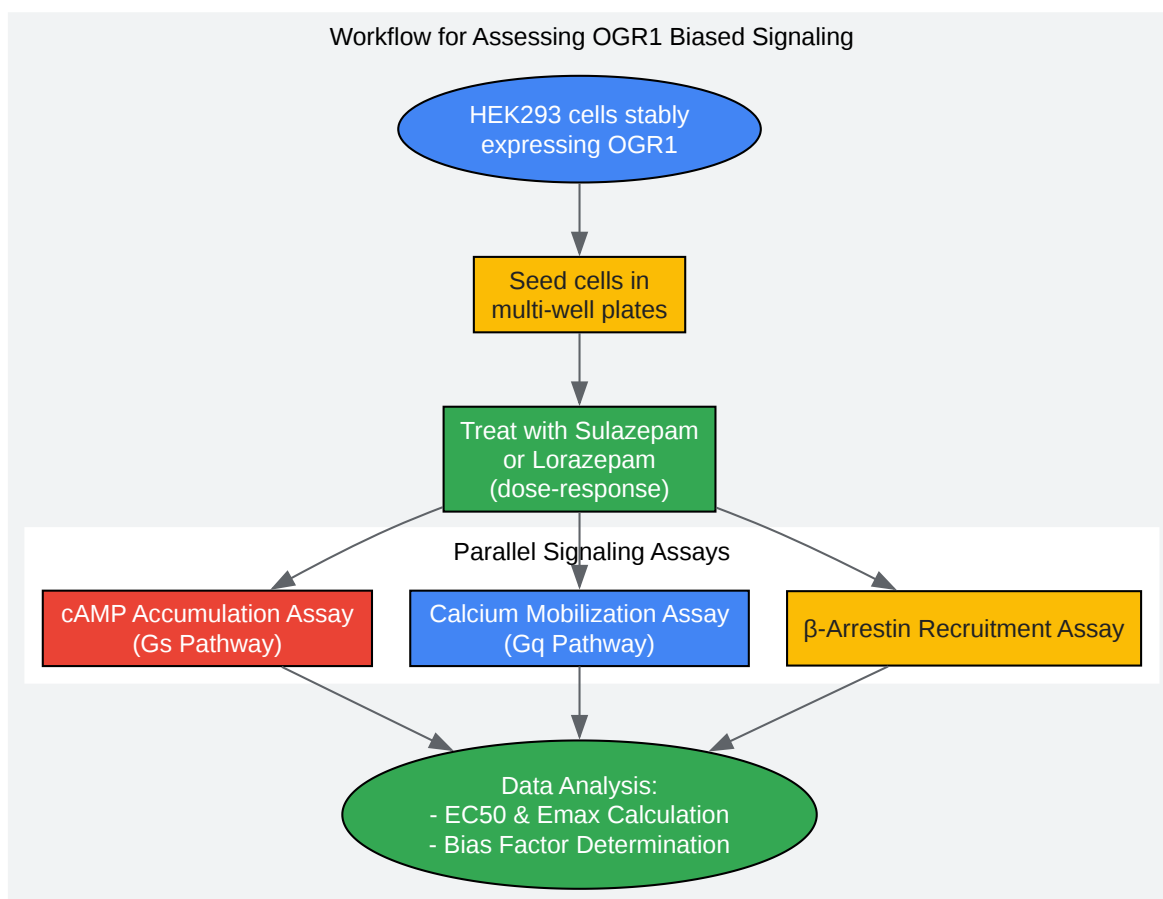 Workflow for Assessing OGR1 Biased Signaling
HEK293 cells stably
expressing OGR1
Seed cells in
multi-well plates
Treat with Sulazepam
or Lorazepam
(dose-response)
Parallel Signaling Assays
cAMP Accumulation Assay
(Gs Pathway)
Calcium Mobilization Assay
(Gq Pathway)
β-Arrestin Recruitment Assay
Data Analysis:
- EC50 & Emax Calculation
- Bias Factor Determination